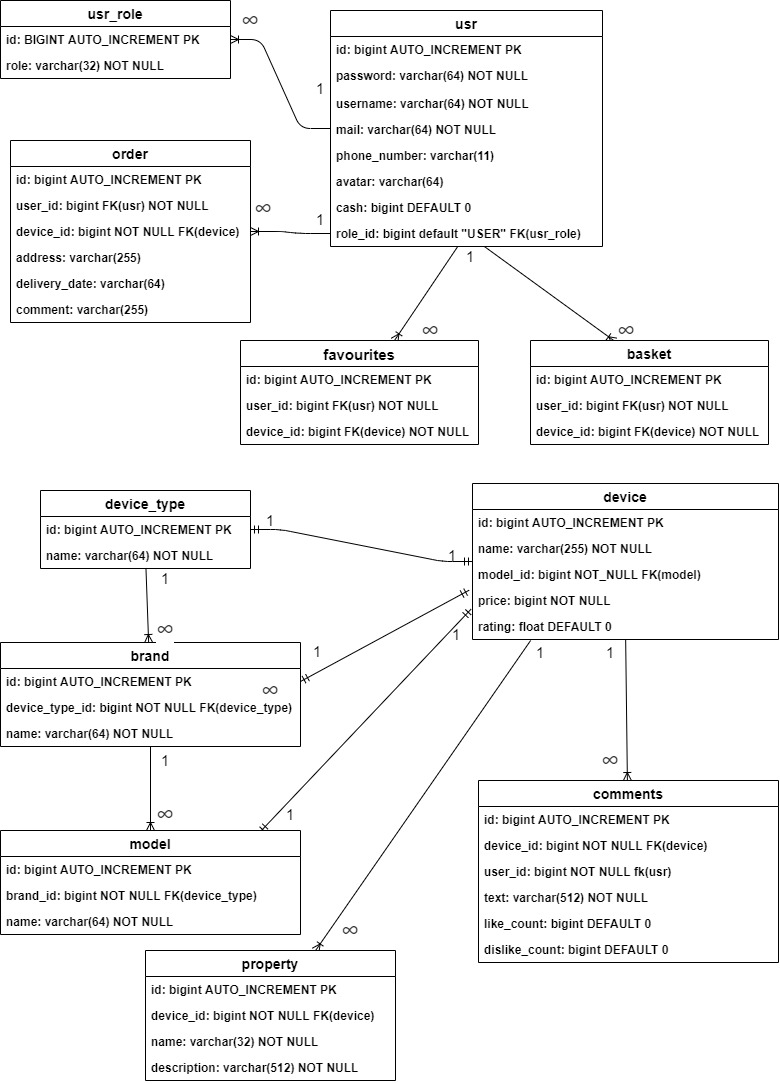 usr_role
id: BIGINT AUTO_INCREMENT PK
role: varchar(32) NOT NULL
∞
1
usr
id: bigint AUTO_INCREMENT PK
password: varchar(64) NOT NULL
username: varchar(64) NOT NULL
mail: varchar(64) NOT NULL
phone_number: varchar(11)
avatar: varchar(64)
cash: bigint DEFAULT 0
role_id: bigint default "USER" FK(usr_role)
order
id: bigint AUTO_INCREMENT PK
user_id: bigint FK(usr) NOT NULL
device_id: bigint NOT NULL FK(device)
address: varchar(255)
delivery_date: varchar(64)
comment: varchar(255)
∞
1
1
∞
∞
favourites
id: bigint AUTO_INCREMENT PK
user_id: bigint FK(usr) NOT NULL
device_id: bigint FK(device) NOT NULL
basket
id: bigint AUTO_INCREMENT PK
user_id: bigint FK(usr) NOT NULL
device_id: bigint FK(device) NOT NULL
device_type
id: bigint AUTO_INCREMENT PK
name: varchar(64) NOT NULL
1
1
device
id: bigint AUTO_INCREMENT PK
name: varchar(255) NOT NULL
model_id: bigint NOT_NULL FK(model)
price: bigint NOT NULL
rating: float DEFAULT 0
1
∞
1
1
1
1
brand
id: bigint AUTO_INCREMENT PK
device_type_id: bigint NOT NULL FK(device_type)
name: varchar(64) NOT NULL
∞
1
∞
1
∞
model
id: bigint AUTO_INCREMENT PK
brand_id: bigint NOT NULL FK(device_type)
name: varchar(64) NOT NULL
comments
id: bigint AUTO_INCREMENT PK
device_id: bigint NOT NULL FK(device)
user_id: bigint NOT NULL fk(usr)
text: varchar(512) NOT NULL
like_count: bigint DEFAULT 0
dislike_count: bigint DEFAULT 0
∞
property
id: bigint AUTO_INCREMENT PK
device_id: bigint NOT NULL FK(device)
name: varchar(32) NOT NULL
description: varchar(512) NOT NULL